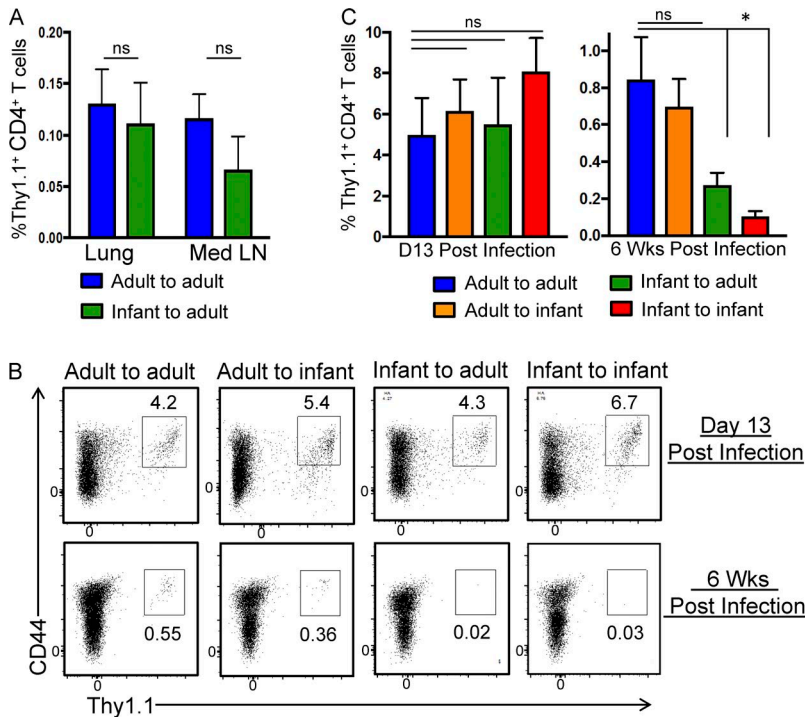 A
%Thy1.1⁺ CD4⁺ T cells
0.20
0.15
0.10
0.05
0.00
ns
ns
Lung
Med LN
Adult to adult
Infant to adult
C
% Thy1.1⁺ CD4⁺ T cells
10
8
6
4
2
0
ns
D13 Post Infection
1.0
0.8
0.6
0.4
0.2
0.0
ns
*
6 Wks Post Infection
Adult to adult
Infant to adult
Adult to infant
Infant to infant
B
Adult to adult
Adult to infant
Infant to adult
Infant to infant
4.2
5.4
4.3
6.7
0
0
0
0
0
0
0
0
Day 13
Post Infection
0.55
0.36
0.02
0.03
0
0
0
0
0
0
0
0
6 Wks
Post Infection
CD44
Thy1.1